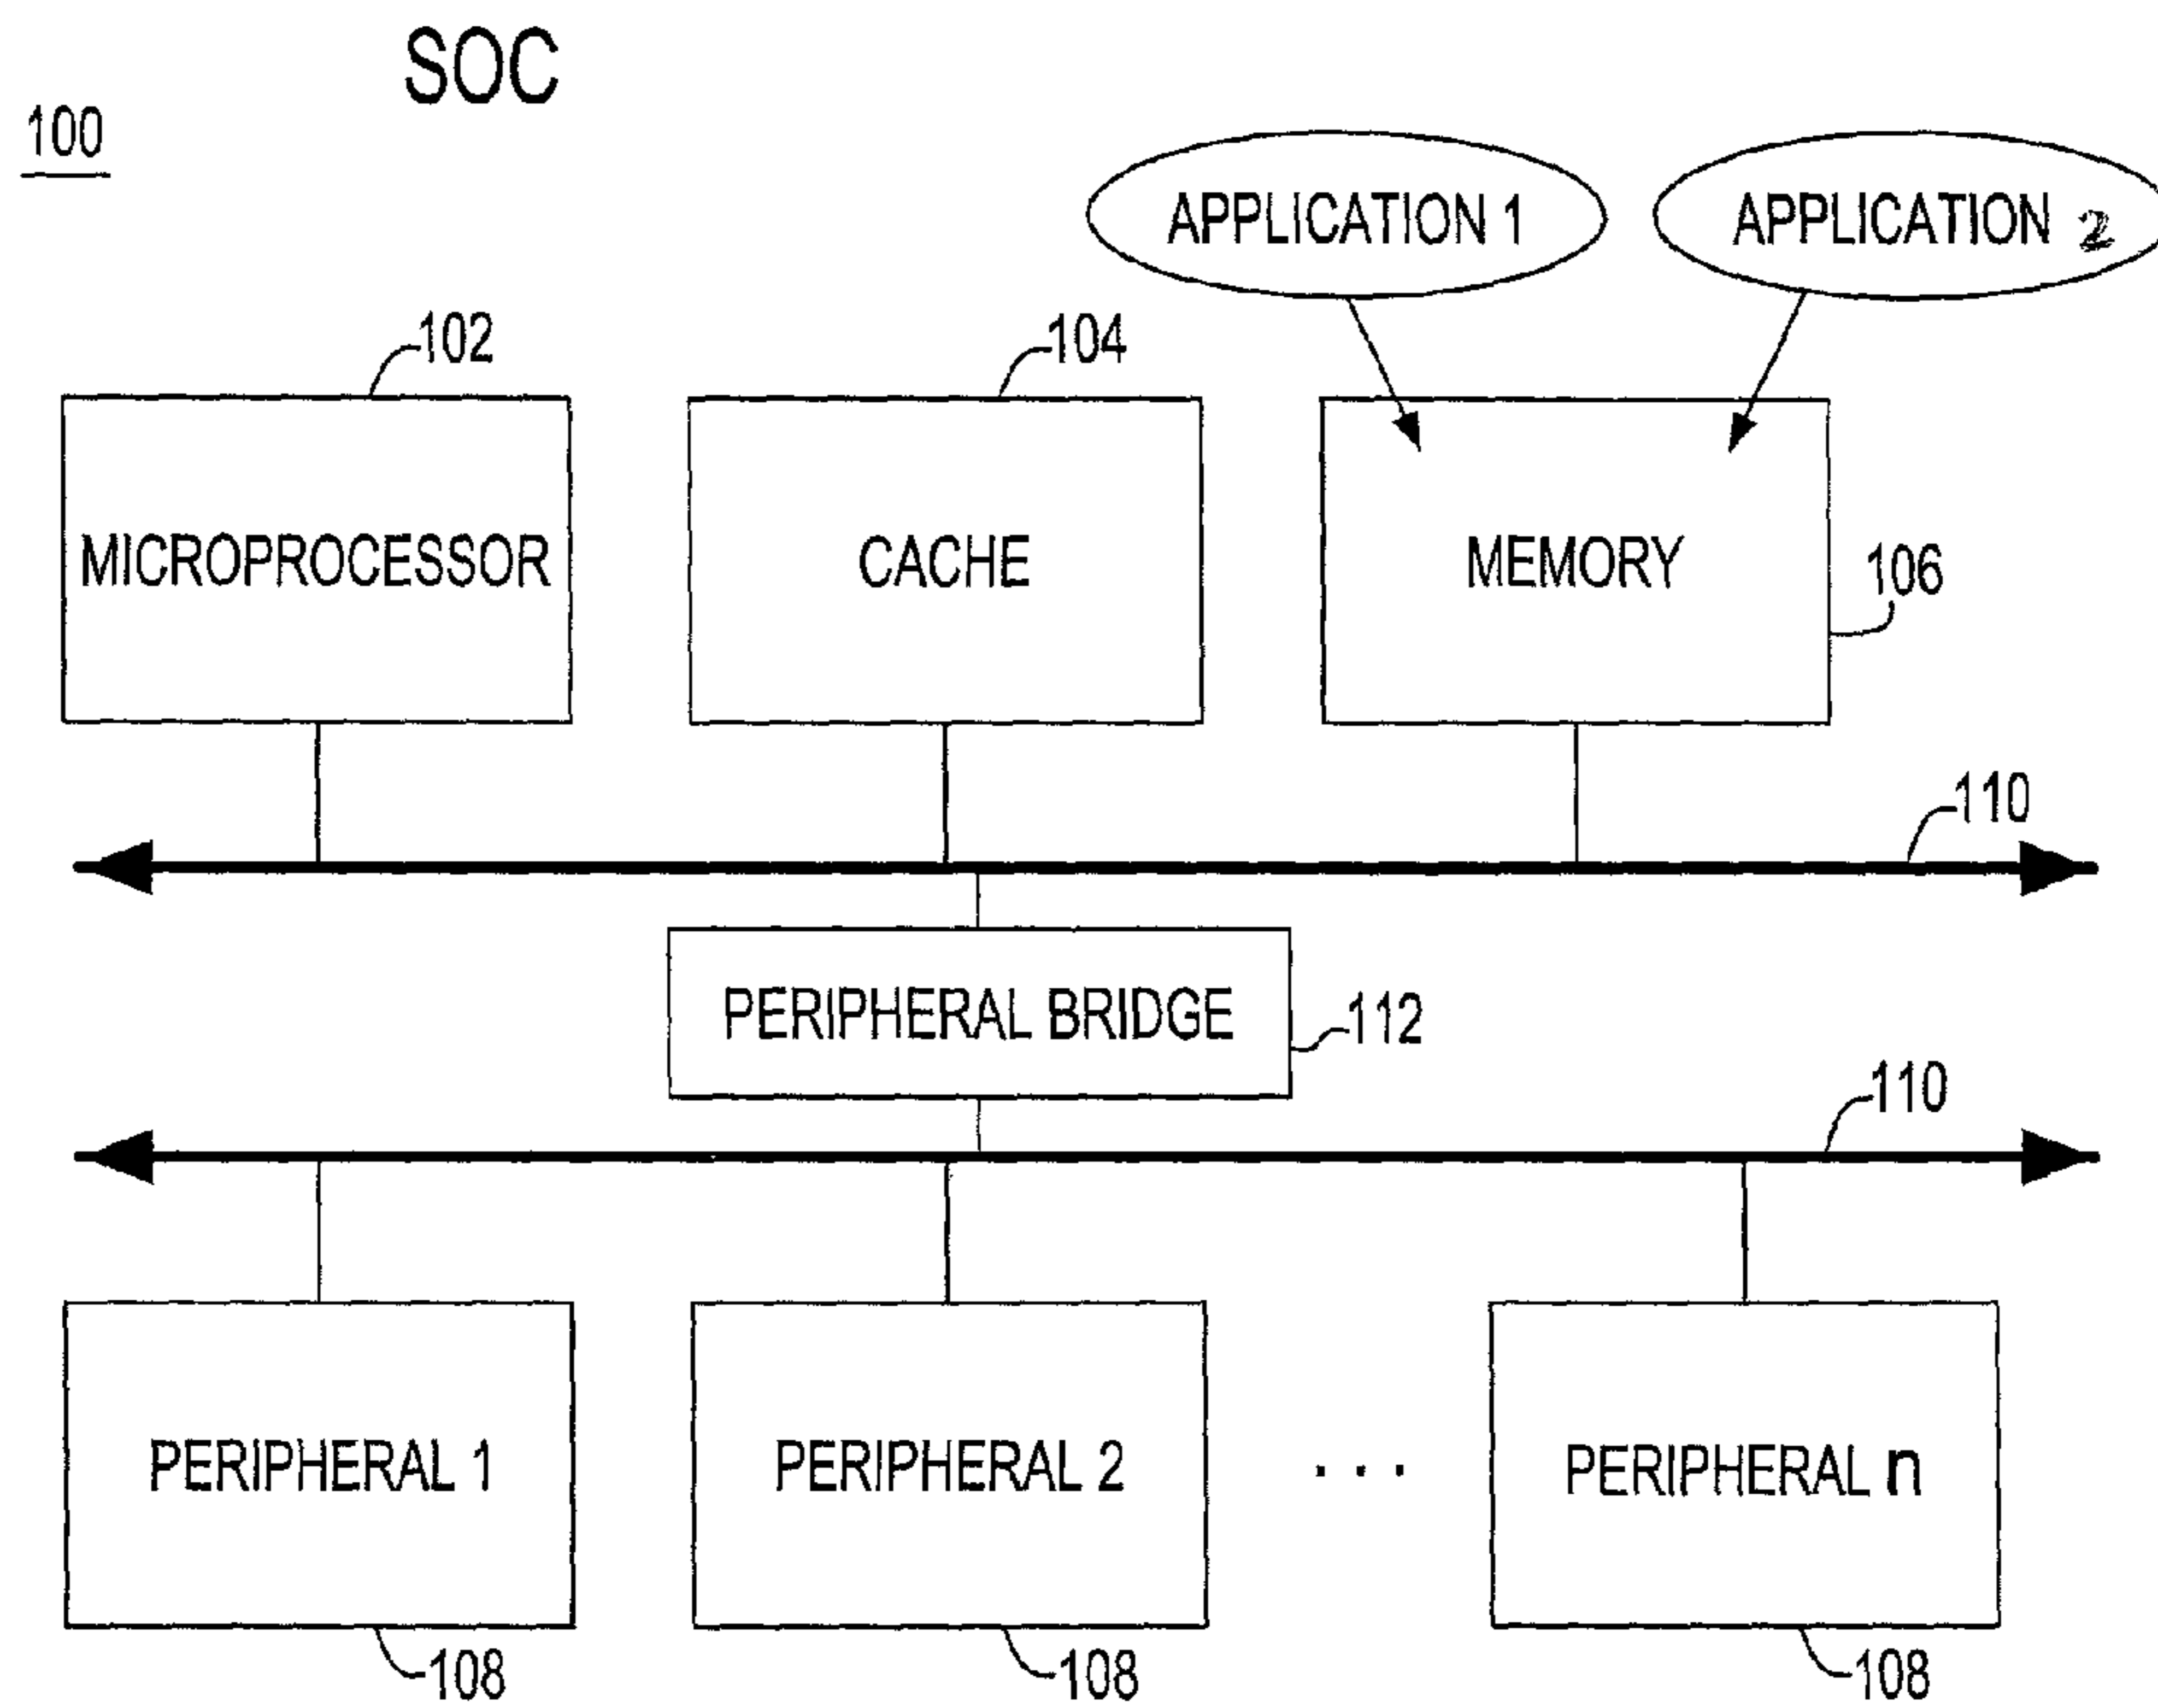 SOC
100
APPLICATION 1
APPLICATION 2
102
104
MICROPROCESSOR
CACHE
MEMORY
106
110
PERIPHERAL BRIDGE
112
110
PERIPHERAL 1
PERIPHERAL 2
...
PERIPHERAL n
108
108
108